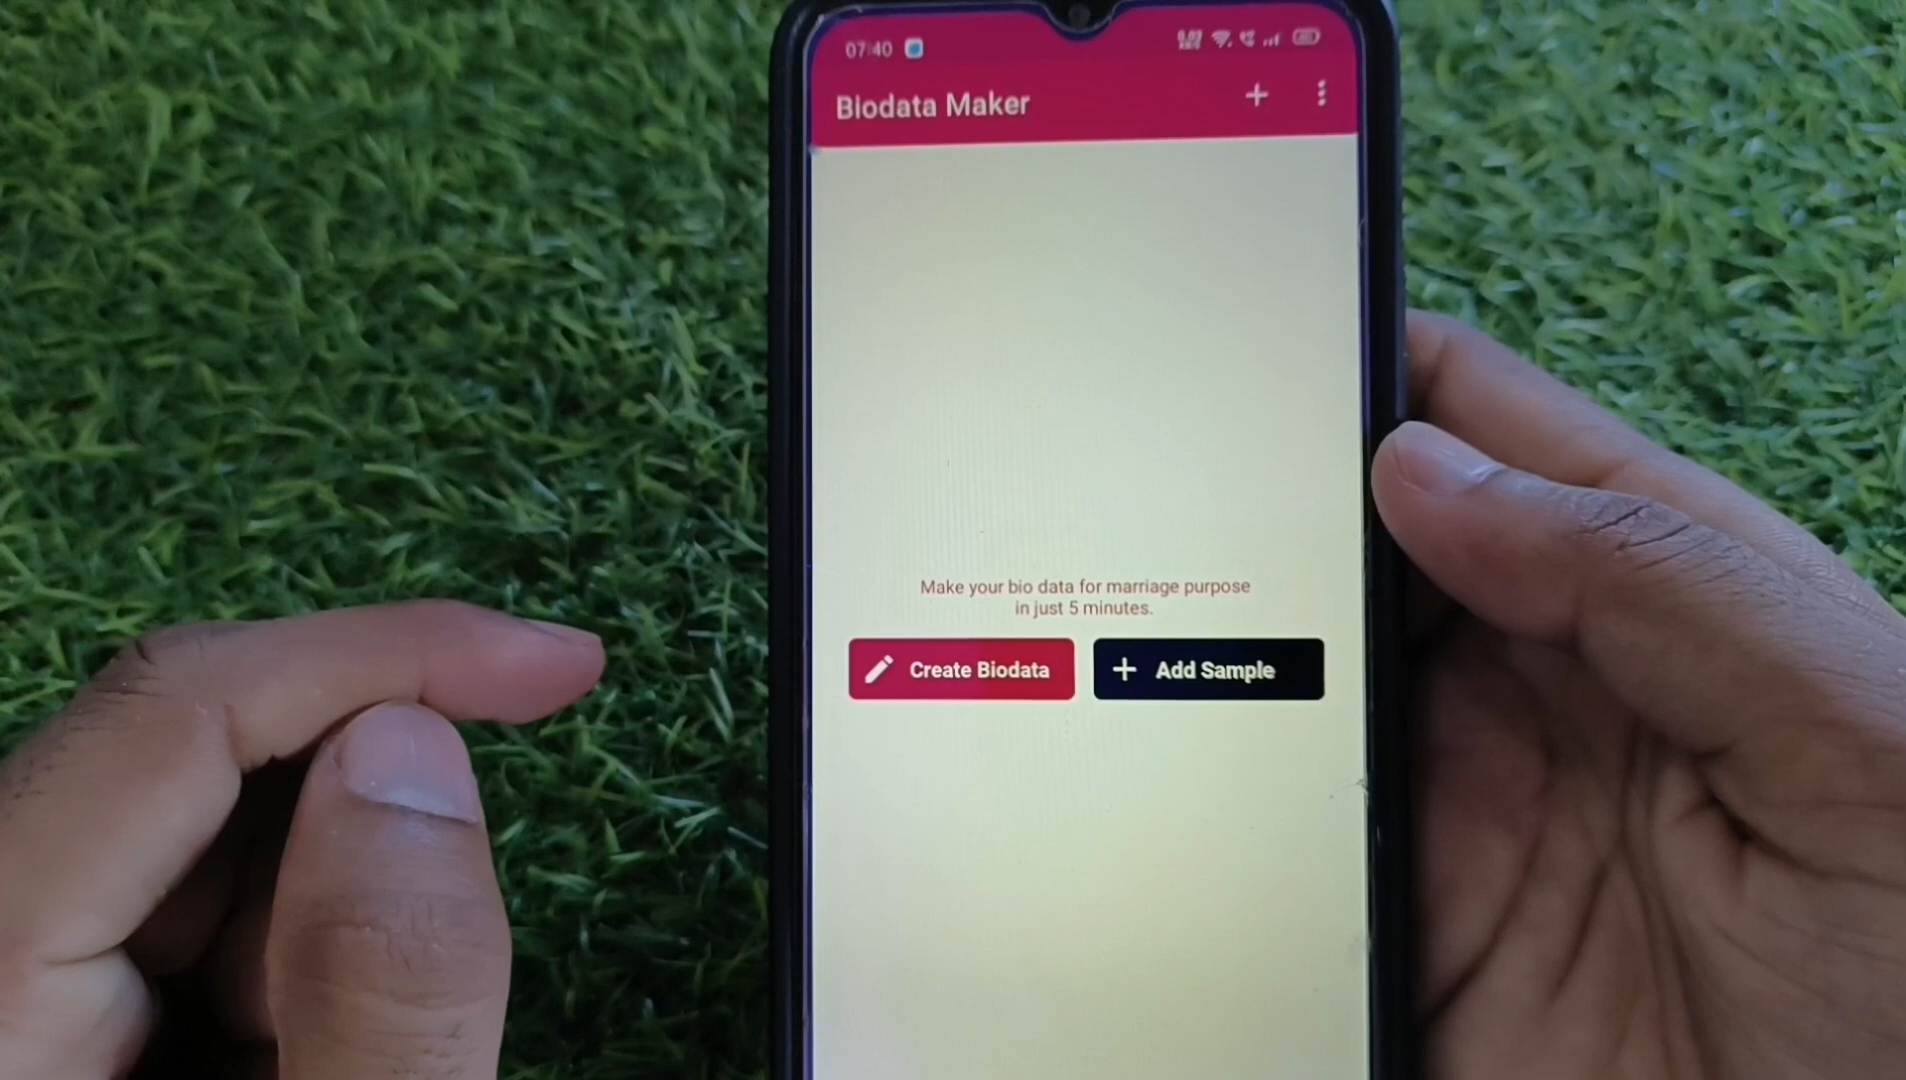 07:40
Biodata Maker
Make your bio data for marriage purpose
in just 5 minutes.
Create Biodata
Add Sample